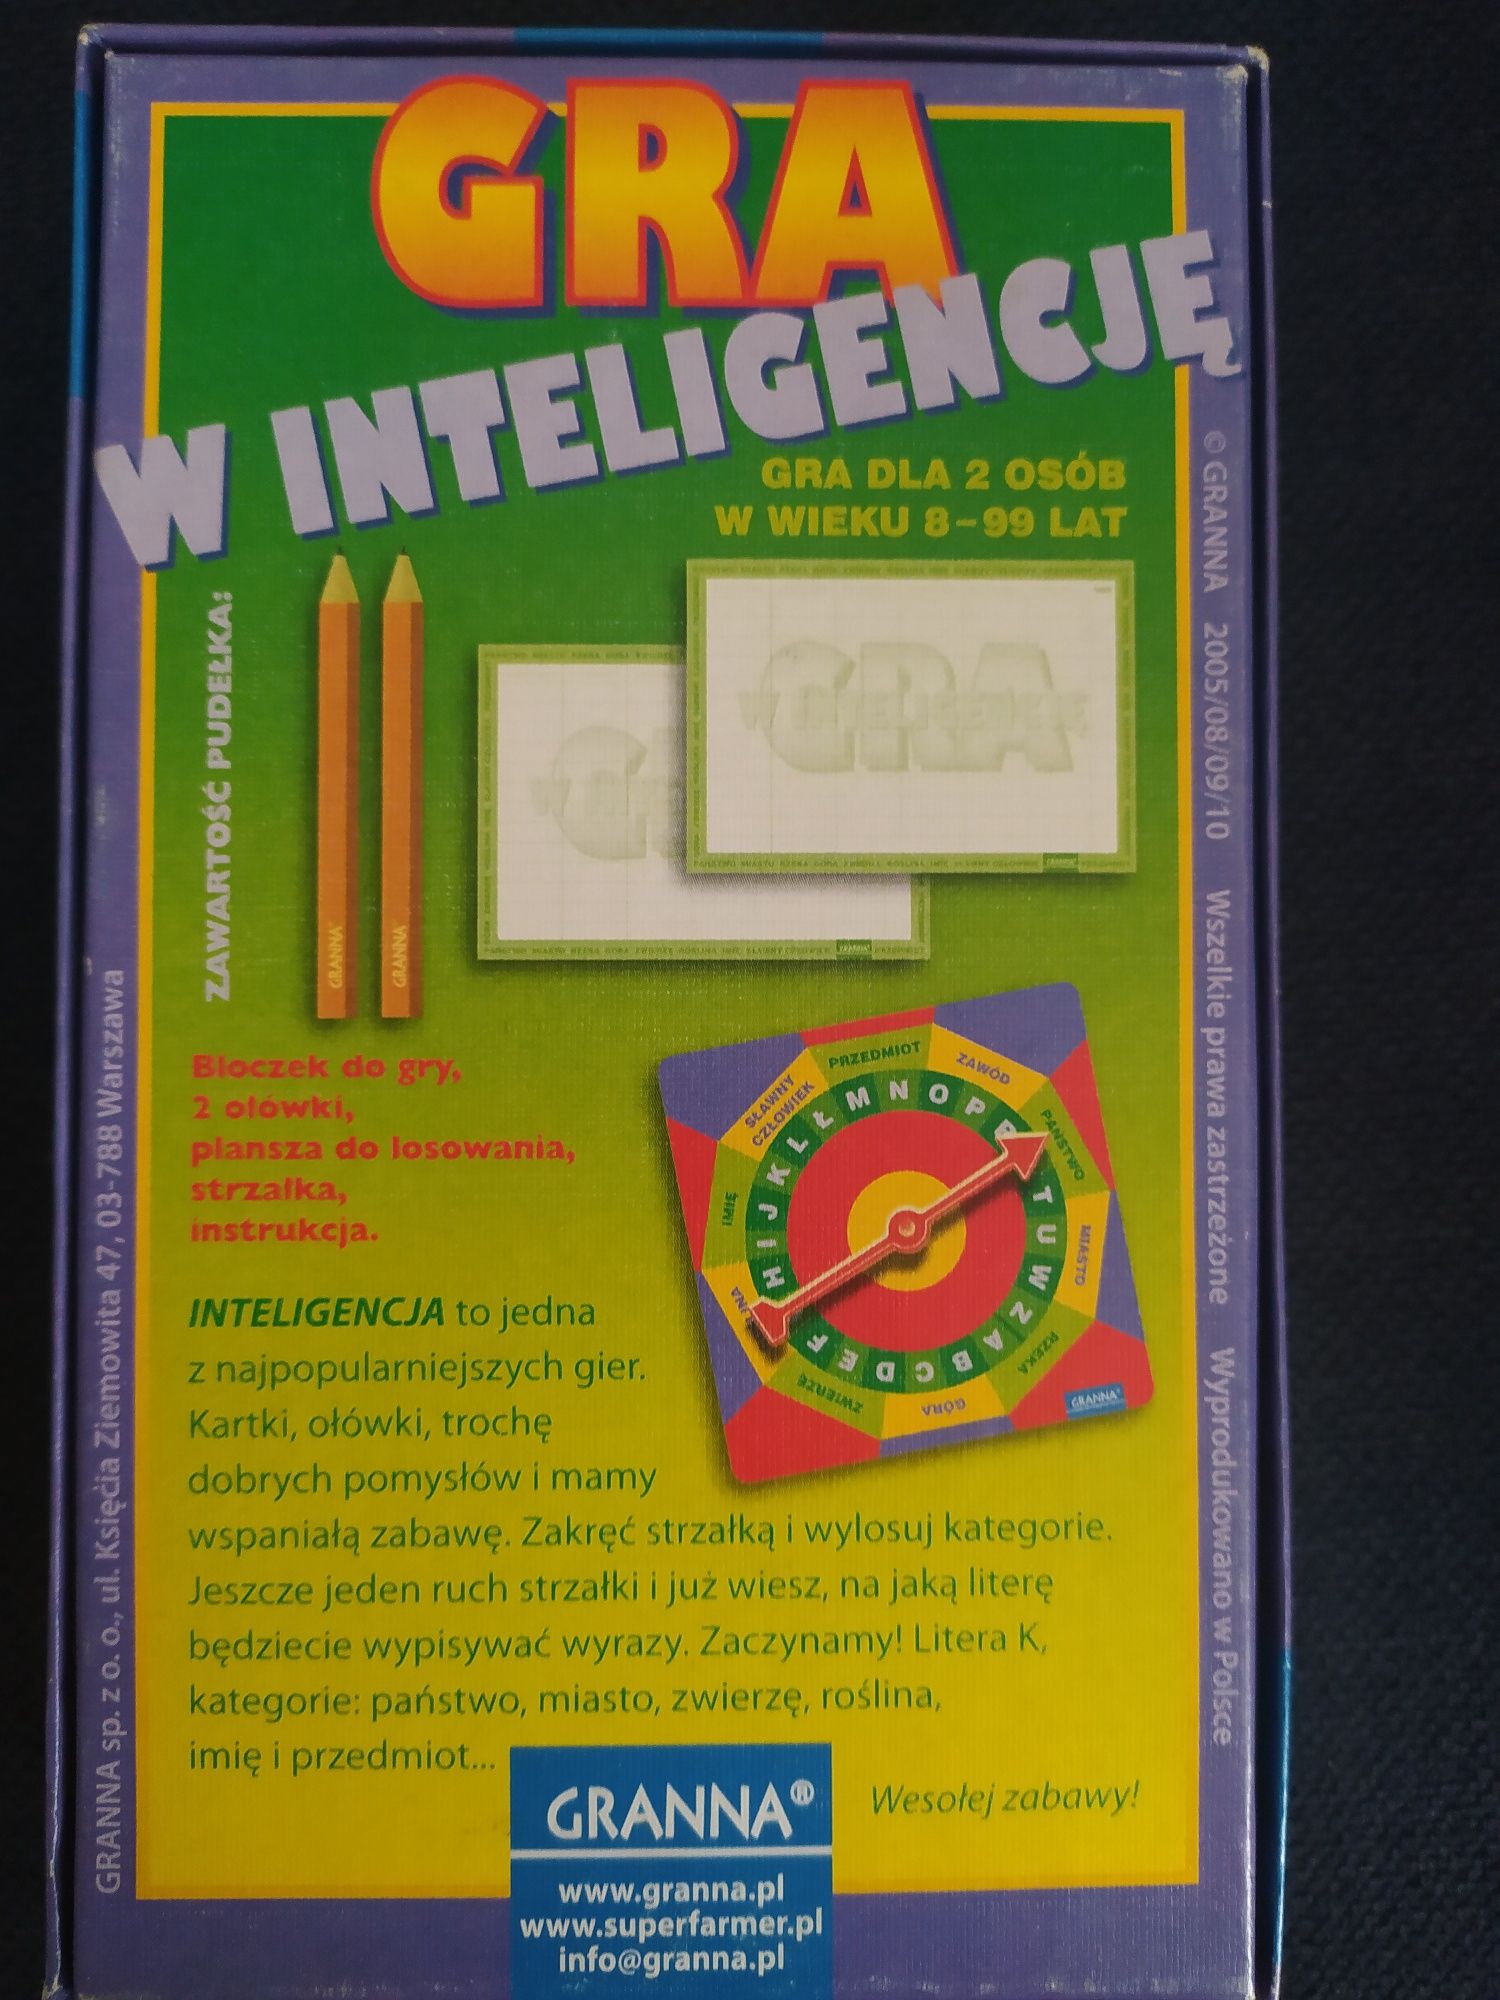 GRA
W INTELIGENCJĘ
GRA DLA 2 OSÓB
W WIEKU 8-99 LAT
ZAWARTOŚĆ PUDEŁKA:
GRANNA
GRANNA
GRA
W INTELIGENCJĘ
Bloczek do gry,
2 ołówki,
plansza do losowania,
strzałka,
instrukcja.
PRZEDMIOT
ZAWÓD
PAŃSTWO
MIASTO
RZEKA
GÓRA
ZWIERZĘ
IMIĘ
SŁAWNY
CZŁOWIEK
A B C D E F H I J K L Ł M N O P T U W Z
GRANNA
INTELIGENCJA to jedna
z najpopularniejszych gier.
Kartki, ołówki, trochę
dobrych pomysłów i mamy
wspaniałą zabawę. Zakręć strzałką i wylosuj kategorie.
Jeszcze jeden ruch strzałki i już wiesz, na jaką literę
będziecie wypisywać wyrazy. Zaczynamy! Litera K,
kategorie: państwo, miasto, zwierzę, roślina,
imię i przedmiot...
Wesołej zabawy!
GRANNA®
www.granna.pl
www.superfarmer.pl
info@granna.pl
GRANNA sp. z o. o., ul. Księcia Ziemowita 47, 03-788 Warszawa
© GRANNA 2005/08/09/10 Wszelkie prawa zastrzeżone Wyprodukowano w Polsce